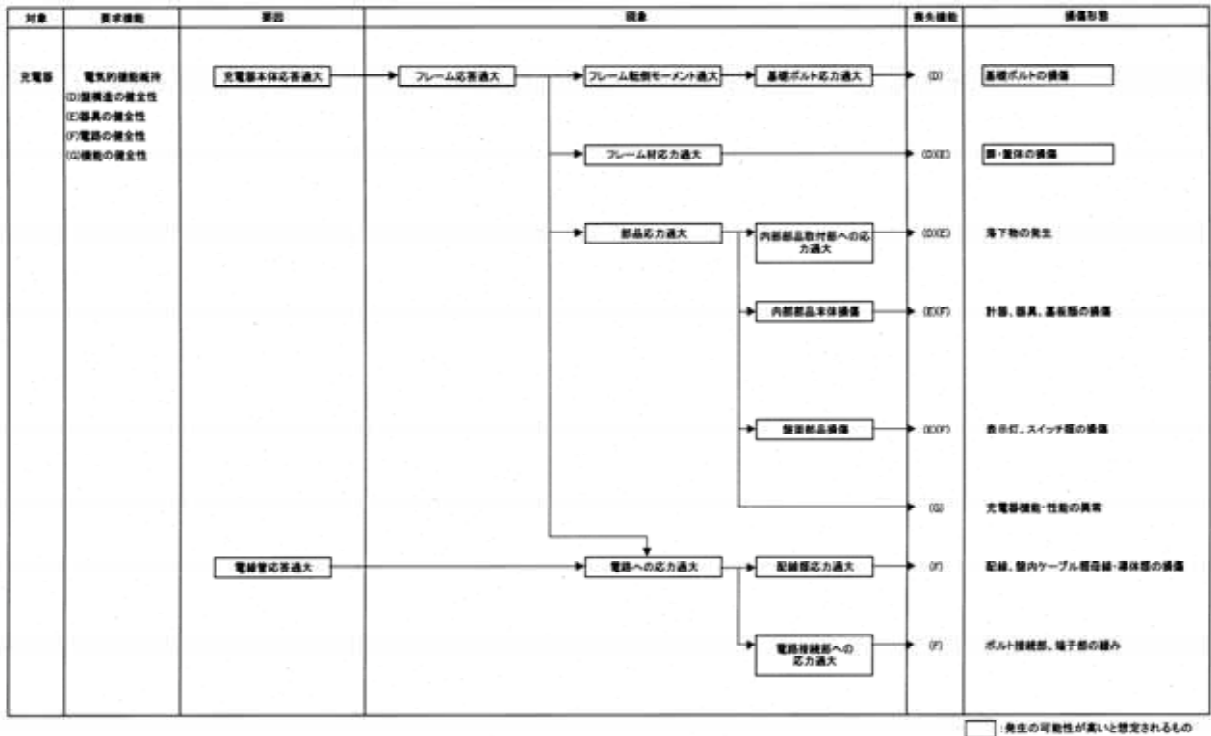 対象 要求機能 要因 現象 喪失機能 損傷形態
充電器 電気的機能維持 充電器本体応答過大 フレーム応答過大 フレーム転倒モーメント過大 基礎ボルト応力過大 (D) 基礎ボルトの損傷
(D)盤構造の健全性
(E)器具の健全性
(F)電路の健全性
(G)機能の健全性 フレーム材応力過大 (D)(E) 扉・筐体の損傷
部品応力過大 内部部品取付部への応 (D)(E) 落下物の発生
力過大
内部部品本体損傷 (E)(F) 計器、器具、基板類の損傷
盤面部品損傷 (E)(F) 表示灯、スイッチ類の損傷
(G) 充電器機能・性能の異常
電線管応答過大 電路への応力過大 配線類応力過大 (F) 配線、盤内ケーブル類母線・導体類の損傷
電路接続部への (F) ボルト接続部、端子部の緩み
応力過大
:発生の可能性が高いと想定されるもの